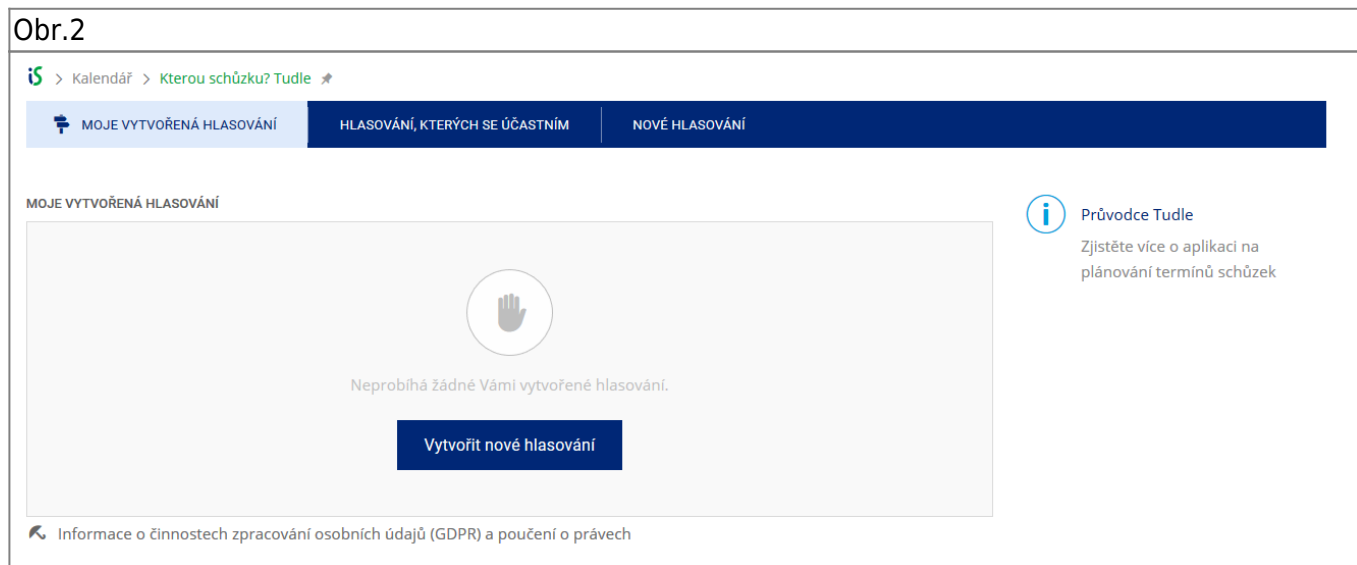 Obr.2
iS > Kalendář > Kterou schůzku? Tudle
MOJE VYTVOŘENÁ HLASOVÁNÍ
HLASOVÁNÍ, KTERÝCH SE ÚČASTNÍM
NOVÉ HLASOVÁNÍ
MOJE VYTVOŘENÁ HLASOVÁNÍ
Neprobíhá žádné Vámi vytvořené hlasování.
Vytvořit nové hlasování
Průvodce Tudle
Zjistěte více o aplikaci na
plánování termínů schůzek
Informace o činnostech zpracování osobních údajů (GDPR) a poučení o právech